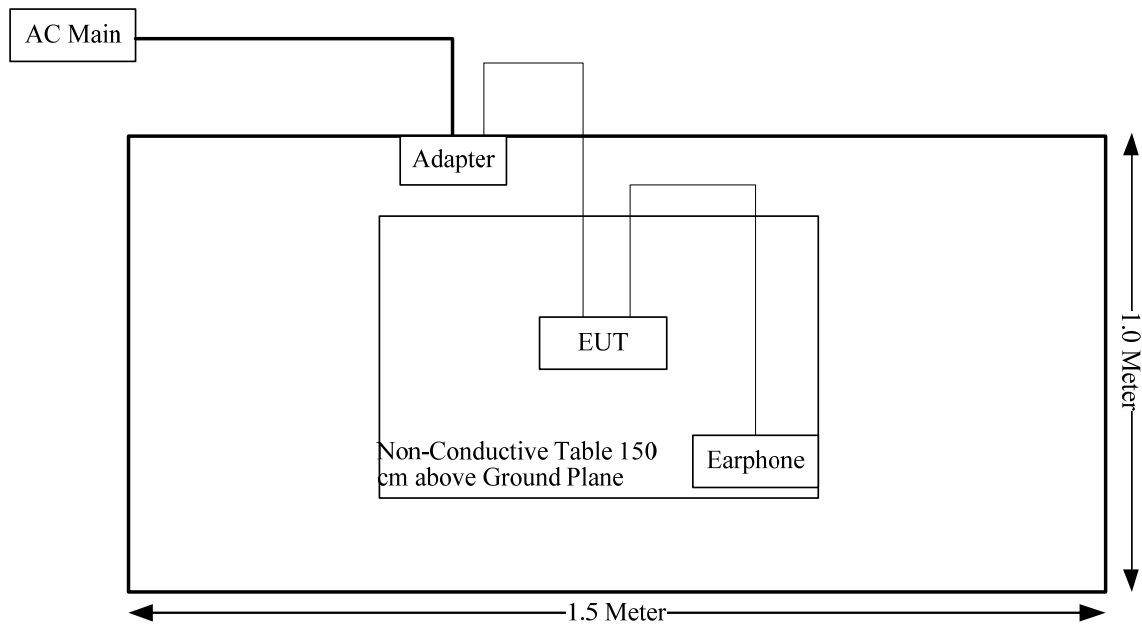 AC Main
Adapter
EUT
Non-Conductive Table 150
cm above Ground Plane
Earphone
1.0 Meter
1.5 Meter